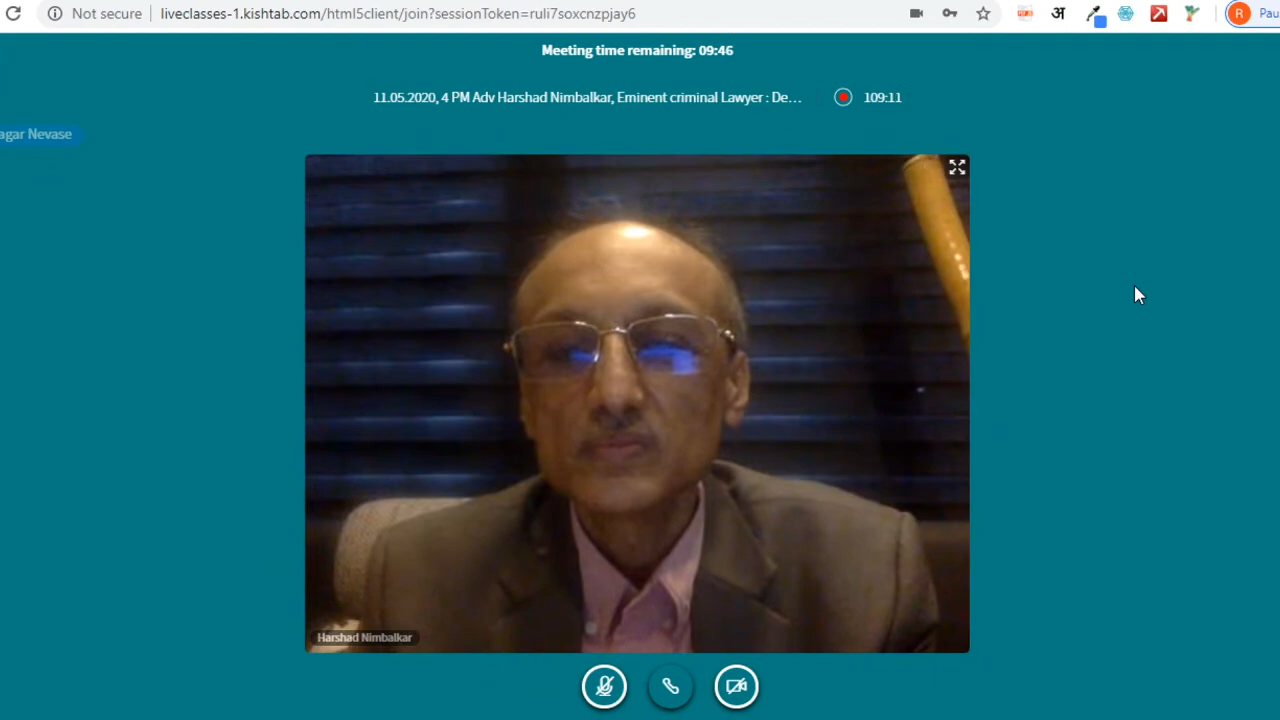 Not secure
liveclasses-1.kishtab.com/html5client/join?sessionToken=ruli7soxcnzpjay6
अ
R
Pau
Meeting time remaining: 09:46
11.05.2020, 4 PM Adv Harshad Nimbalkar, Eminent criminal Lawyer : De...
109:11
agar Nevase
Harshad Nimbalkar